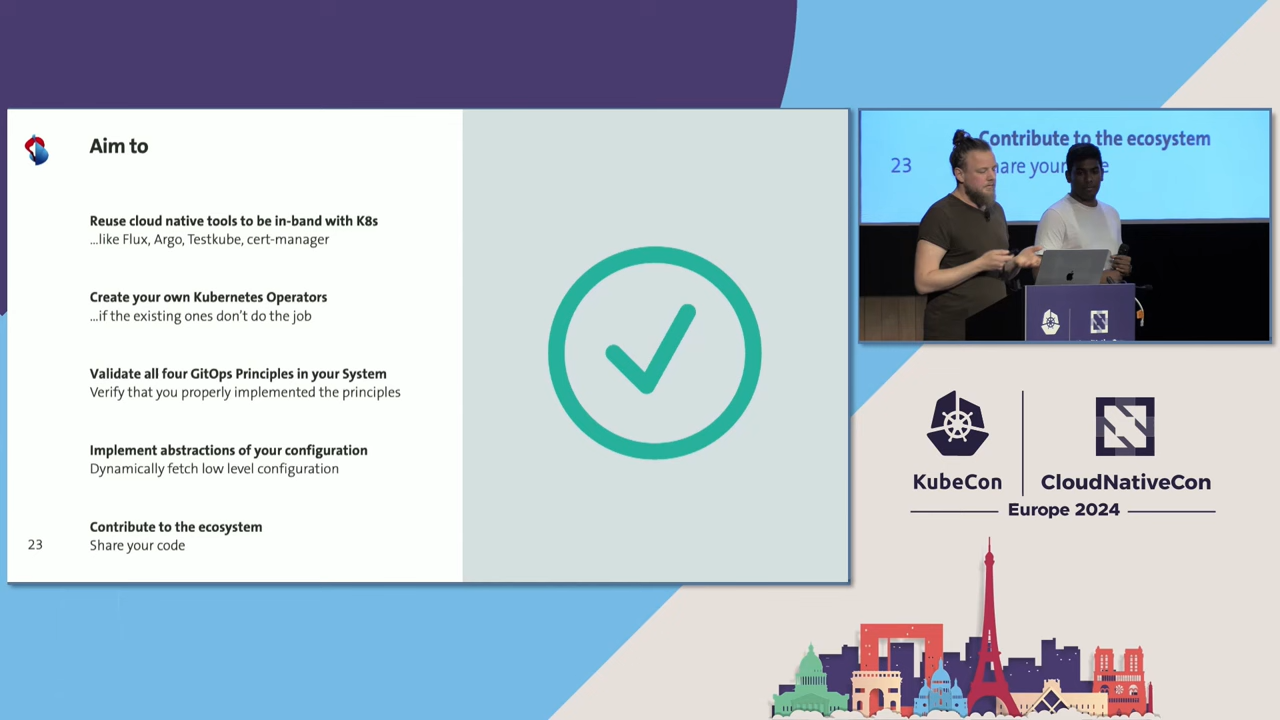 Aim to
Reuse cloud native tools to be in-band with K8s
...like Flux, Argo, Testkube, cert-manager
Create your own Kubernetes Operators
...if the existing ones don't do the job
Validate all four GitOps Principles in your System
Verify that you properly implemented the principles
Implement abstractions of your configuration
Dynamically fetch low level configuration
Contribute to the ecosystem
Share your code
23
Contribute to the ecosystem
23
KubeCon
CloudNativeCon
Europe 2024